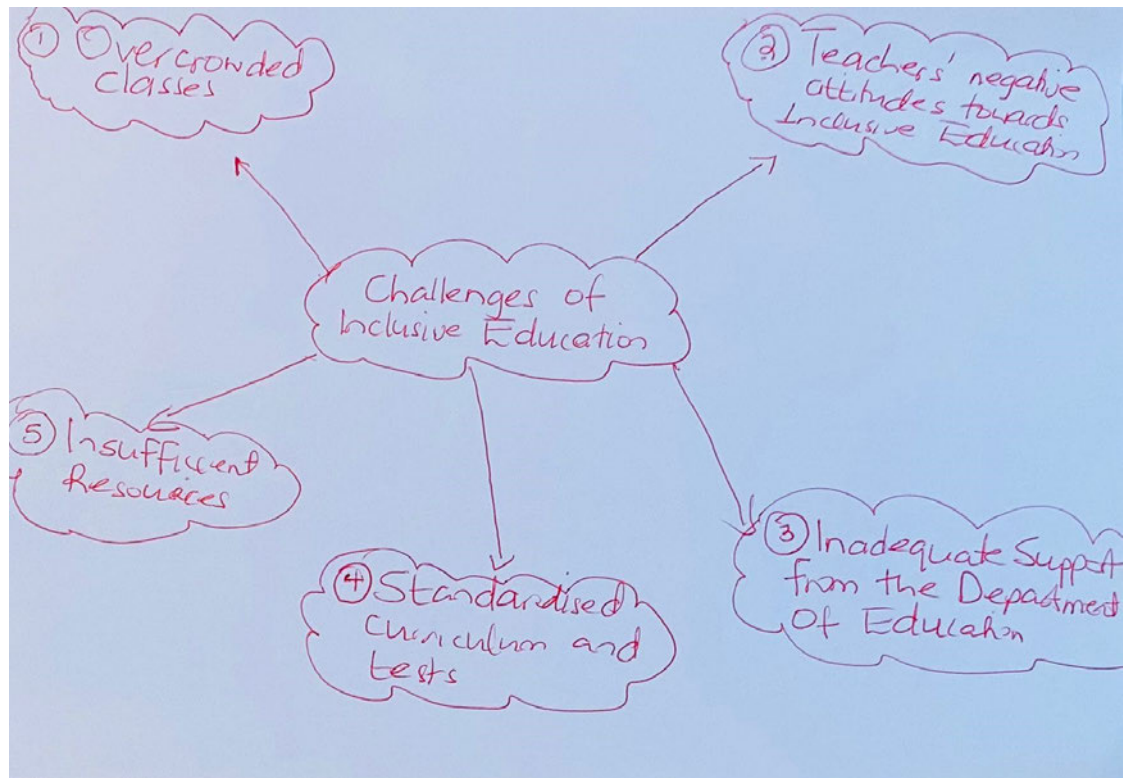 ① Overcrowded
classes
② Teachers' negative
attitudes towards
Inclusive Education
Challenges of
Inclusive Education
③ Inadequate Support
from the Department
Of Education
④ Standardised
curriculum and
tests
⑤ Insufficient
Resources